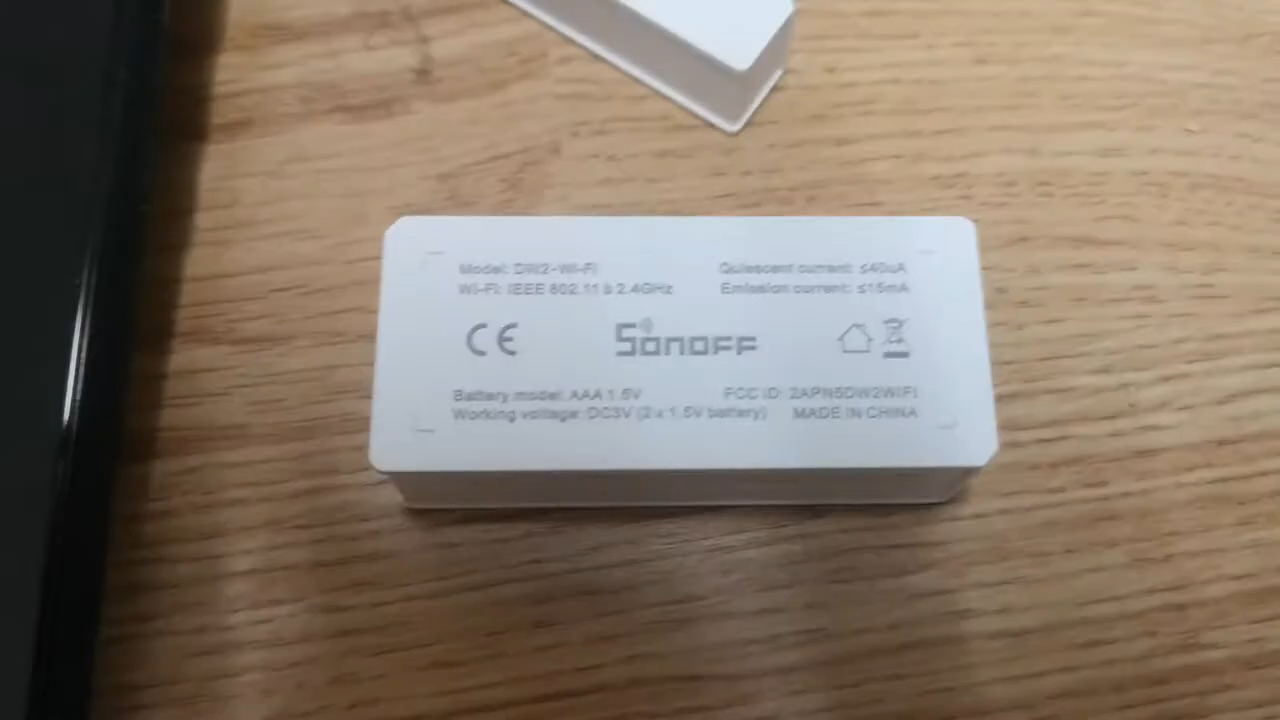 Model: DW2-Wi-Fi
Quiescent current: ≤40uA
Wi-Fi: IEEE 802.11 b 2.4GHz
Emission current: ≤15mA
CE
SONOFF
Battery model: AAA 1.5V
FCC ID: 2APN5DW2WIFI
Working voltage: DC3V (2 x 1.5V battery)
MADE IN CHINA